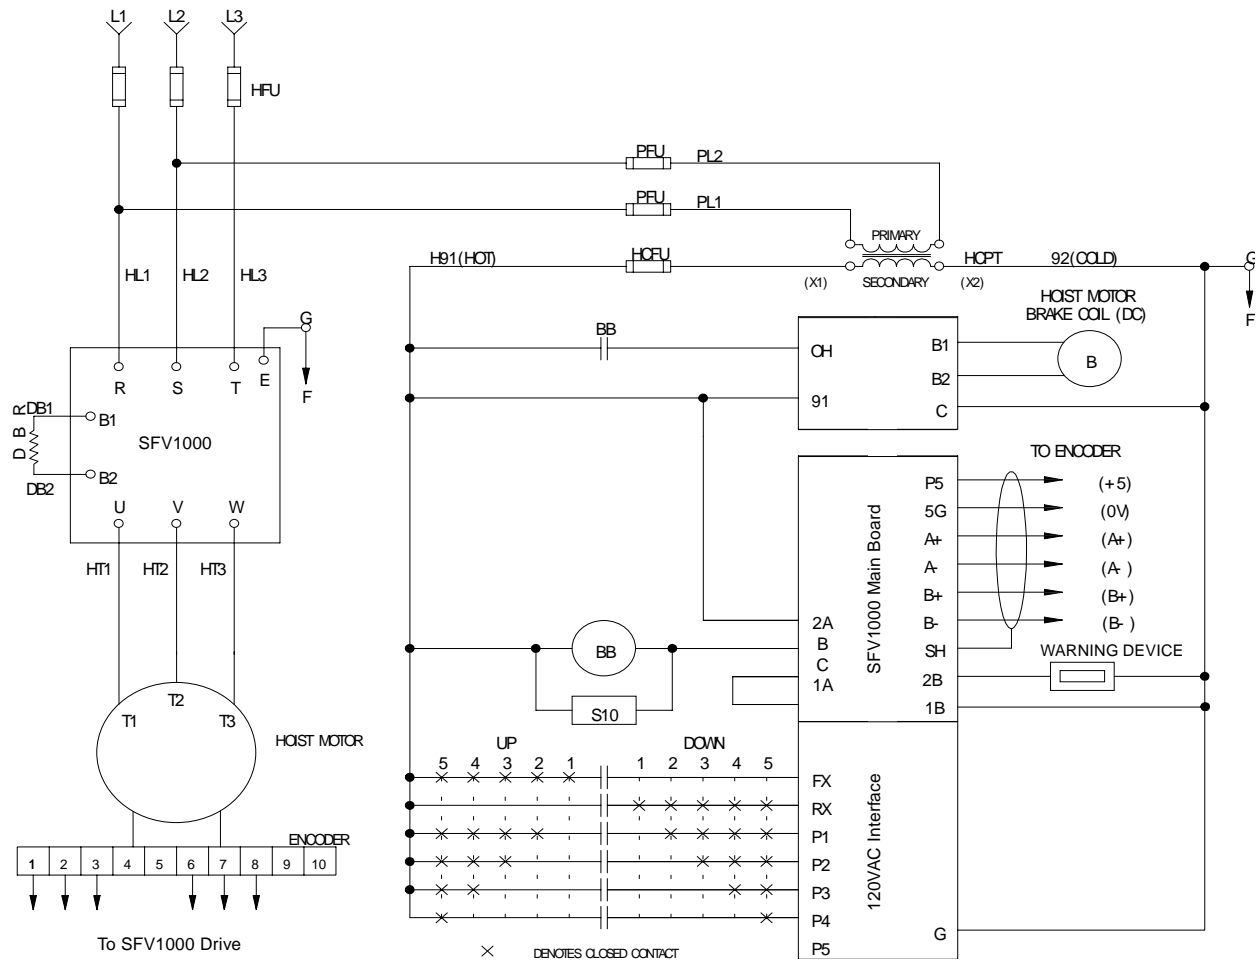 L1 L2 L3
HFU
PFU PL2
PFU PL1
PRIMARY
H91(HOT) HCFU HCPT 92(COLD) G
(X1) SECONDARY (X2)
HL1 HL2 HL3
F
HOIST MOTOR
BRAKE COIL (DC)
G
BB
OH B1
B
B2
91 C
R S T E
F
DB1
B1
D B R
SFV1000
B2
DB2
U V W
HT1 HT2 HT3
TO ENCODER
P5 (+5)
5G (0V)
A+ (A+)
A- (A-)
B+ (B+)
B- (B-)
SH
SFV1000 Main Board
2A
B
C
1A
BB
S10
WARNING DEVICE
2B
1B
T1 T2 T3
HOIST MOTOR
UP DOWN
5 4 3 2 1 1 2 3 4 5
FX
RX
P1
P2
P3
P4
P5
120VAC Interface
G
ENCODER
1 2 3 4 5 6 7 8 9 10
To SFV1000 Drive
DENOTES CLOSED CONTACT